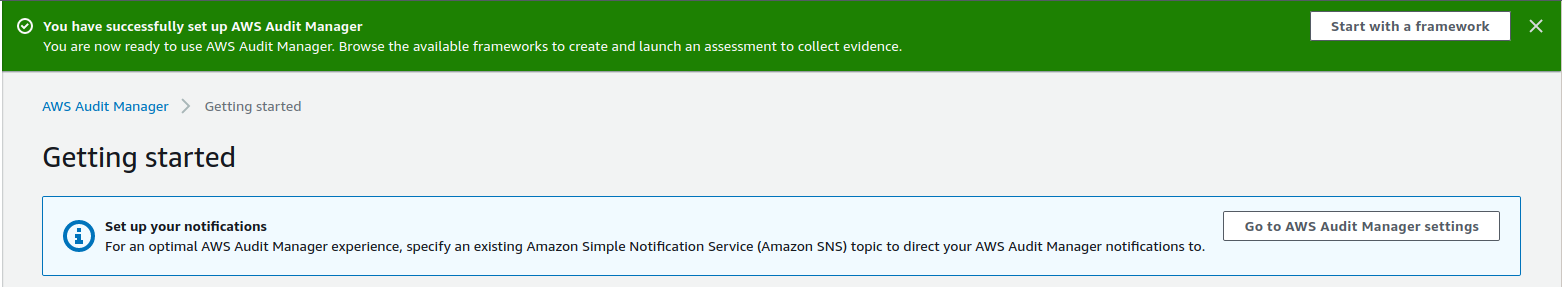 You have successfully set up AWS Audit Manager
You are now ready to use AWS Audit Manager. Browse the available frameworks to create and launch an assessment to collect evidence.
Start with a framework
AWS Audit Manager
Getting started
Getting started
Set up your notifications
For an optimal AWS Audit Manager experience, specify an existing Amazon Simple Notification Service (Amazon SNS) topic to direct your AWS Audit Manager notifications to.
Go to AWS Audit Manager settings